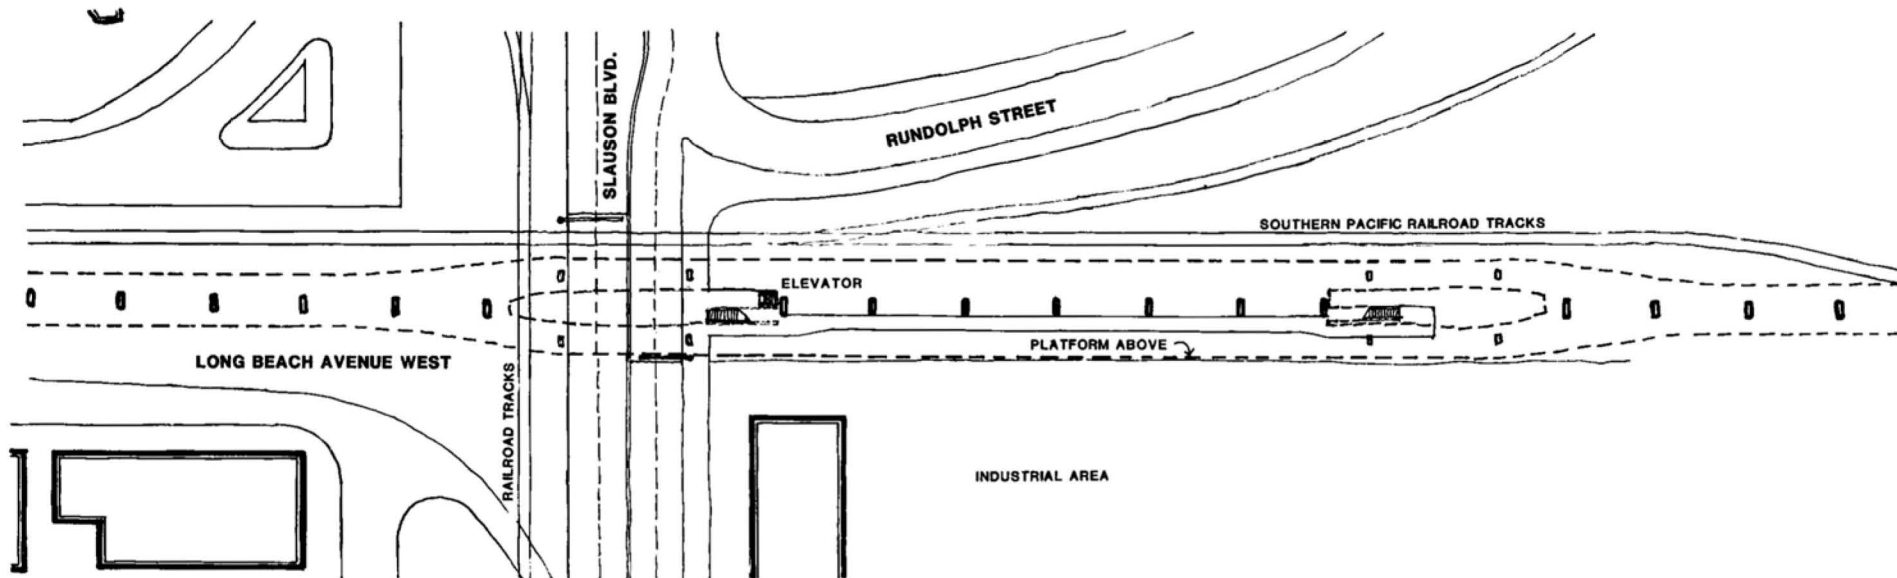 SLAUSON BLVD.
RUNDOLPH STREET
SOUTHERN PACIFIC RAILROAD TRACKS
ELEVATOR
PLATFORM ABOVE
LONG BEACH AVENUE WEST
RAILROAD TRACKS
INDUSTRIAL AREA